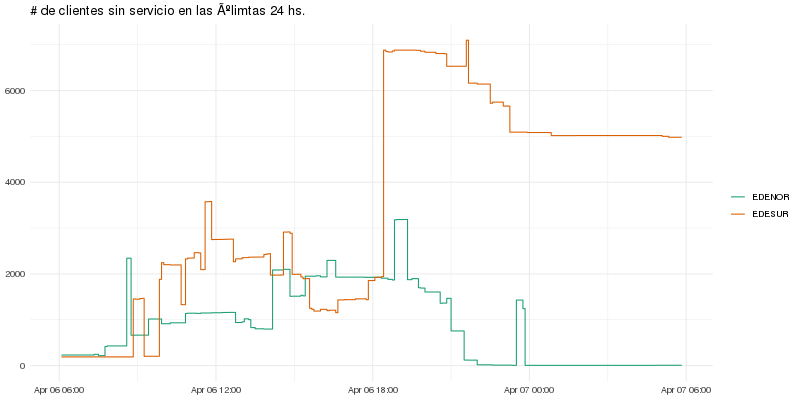 # de clientes sin servicio en las Ãºlimtas 24 hs.
6000
4000
2000
0
Apr 06 06:00 Apr 06 12:00 Apr 06 18:00 Apr 07 00:00 Apr 07 06:00
EDENOR
EDESUR